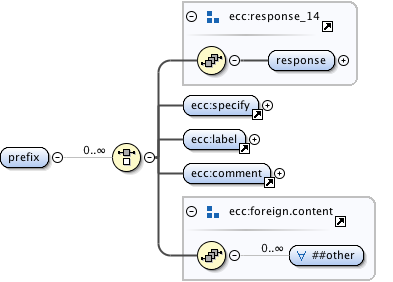 ecc:response_14
response
ecc:specify
ecc:label
prefix
0..∞
ecc:comment
ecc:foreign.content
0..∞
∀ ##other